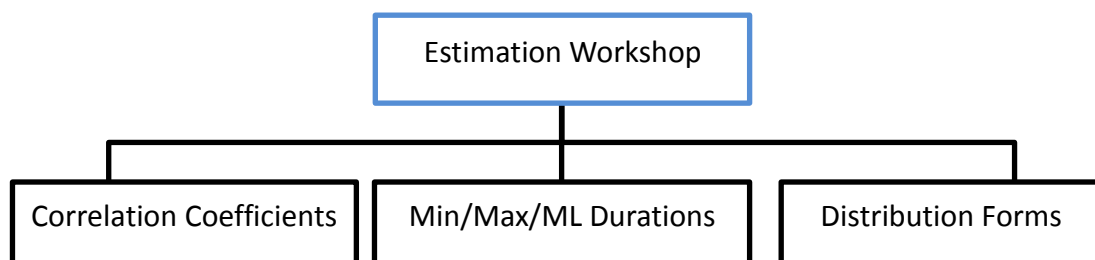 Estimation Workshop
Correlation Coefficients
Min/Max/ML Durations
Distribution Forms